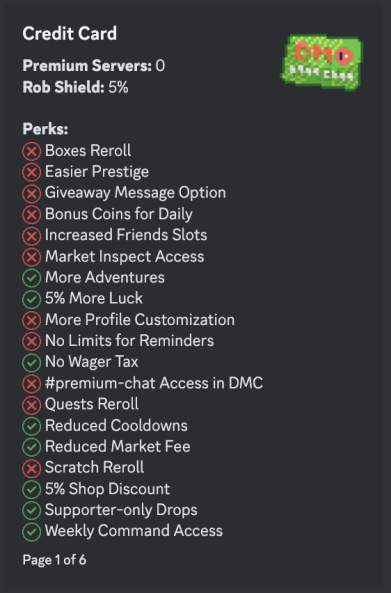 Credit Card
DMO
Premium Servers: 0
Rob Shield: 5%
Perks:
Boxes Reroll
Easier Prestige
Giveaway Message Option
Bonus Coins for Daily
Increased Friends Slots
Market Inspect Access
More Adventures
5% More Luck
More Profile Customization
No Limits for Reminders
No Wager Tax
#premium-chat Access in DMC
Quests Reroll
Reduced Cooldowns
Reduced Market Fee
Scratch Reroll
5% Shop Discount
Supporter-only Drops
Weekly Command Access
Page 1 of 6